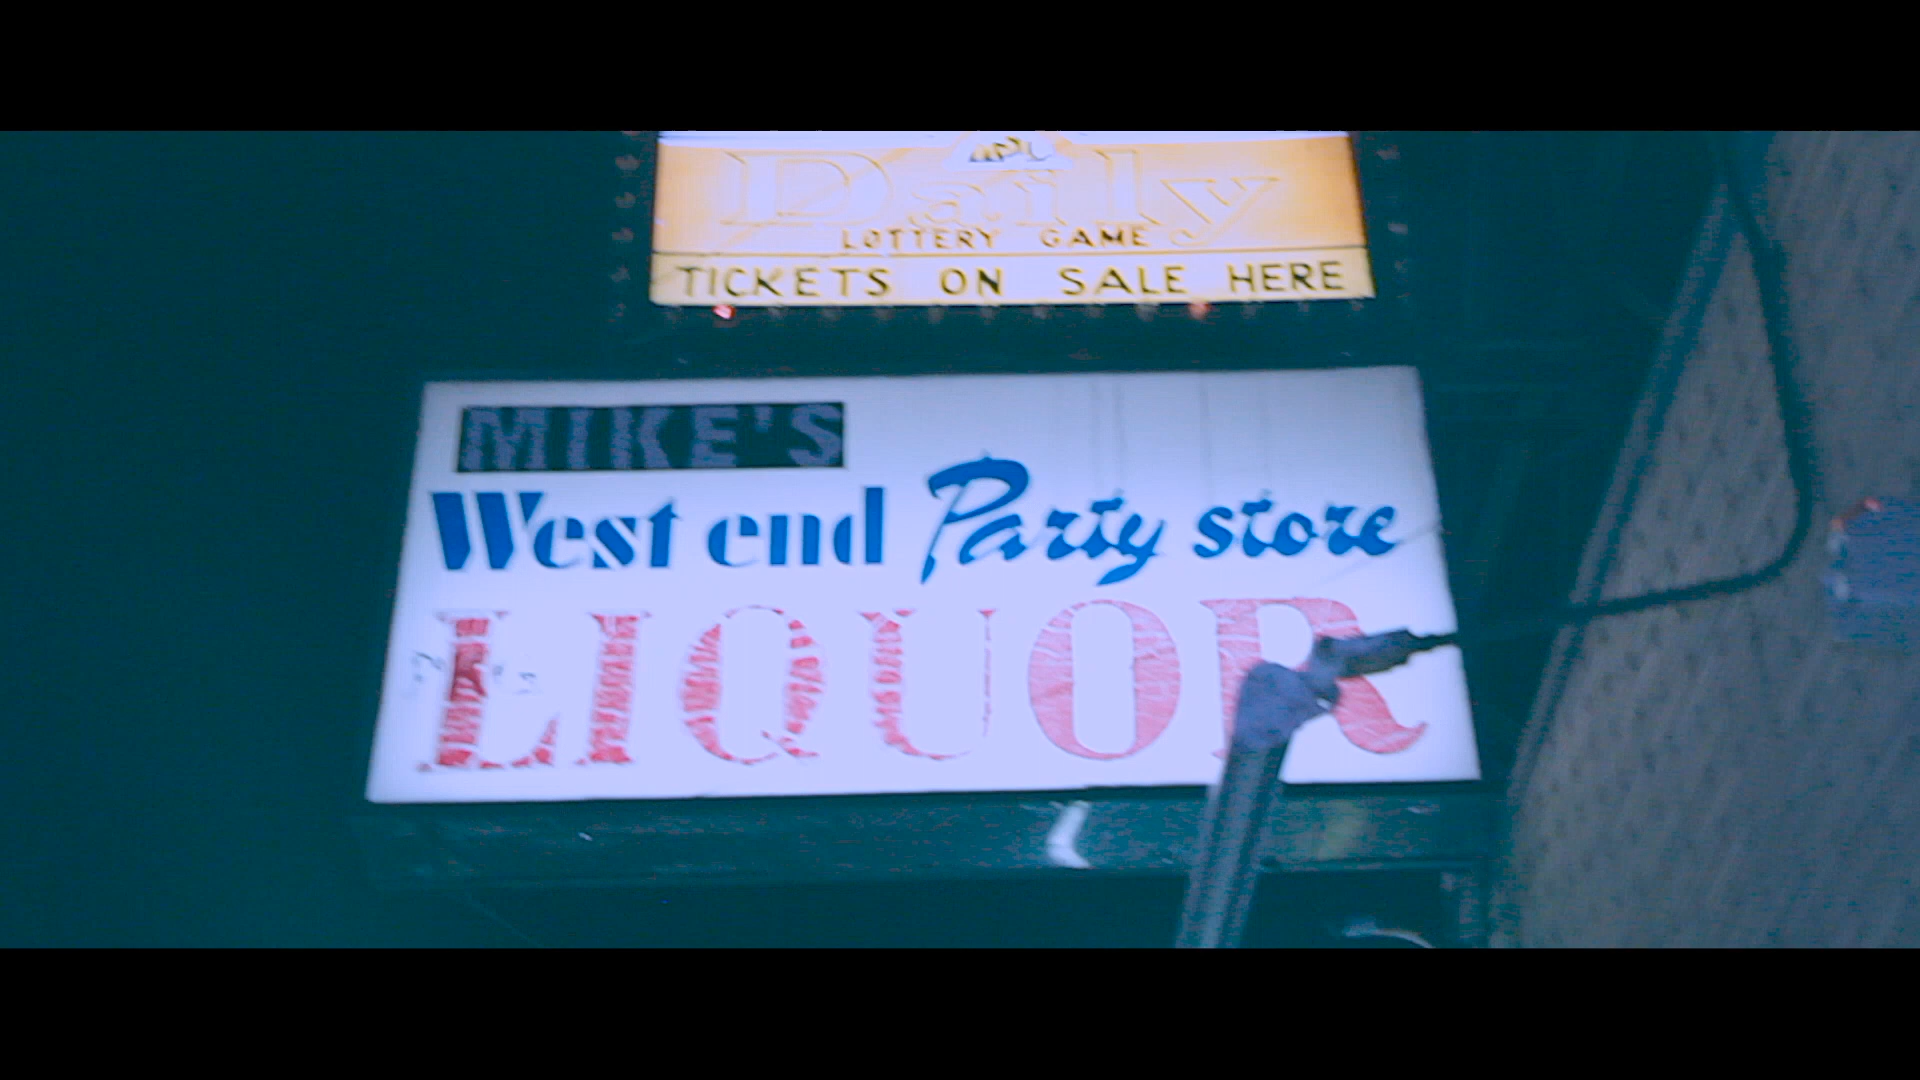 Daily
LOTTERY GAME
TICKETS ON SALE HERE
MIKE'S
West end Party store
LIQUOR